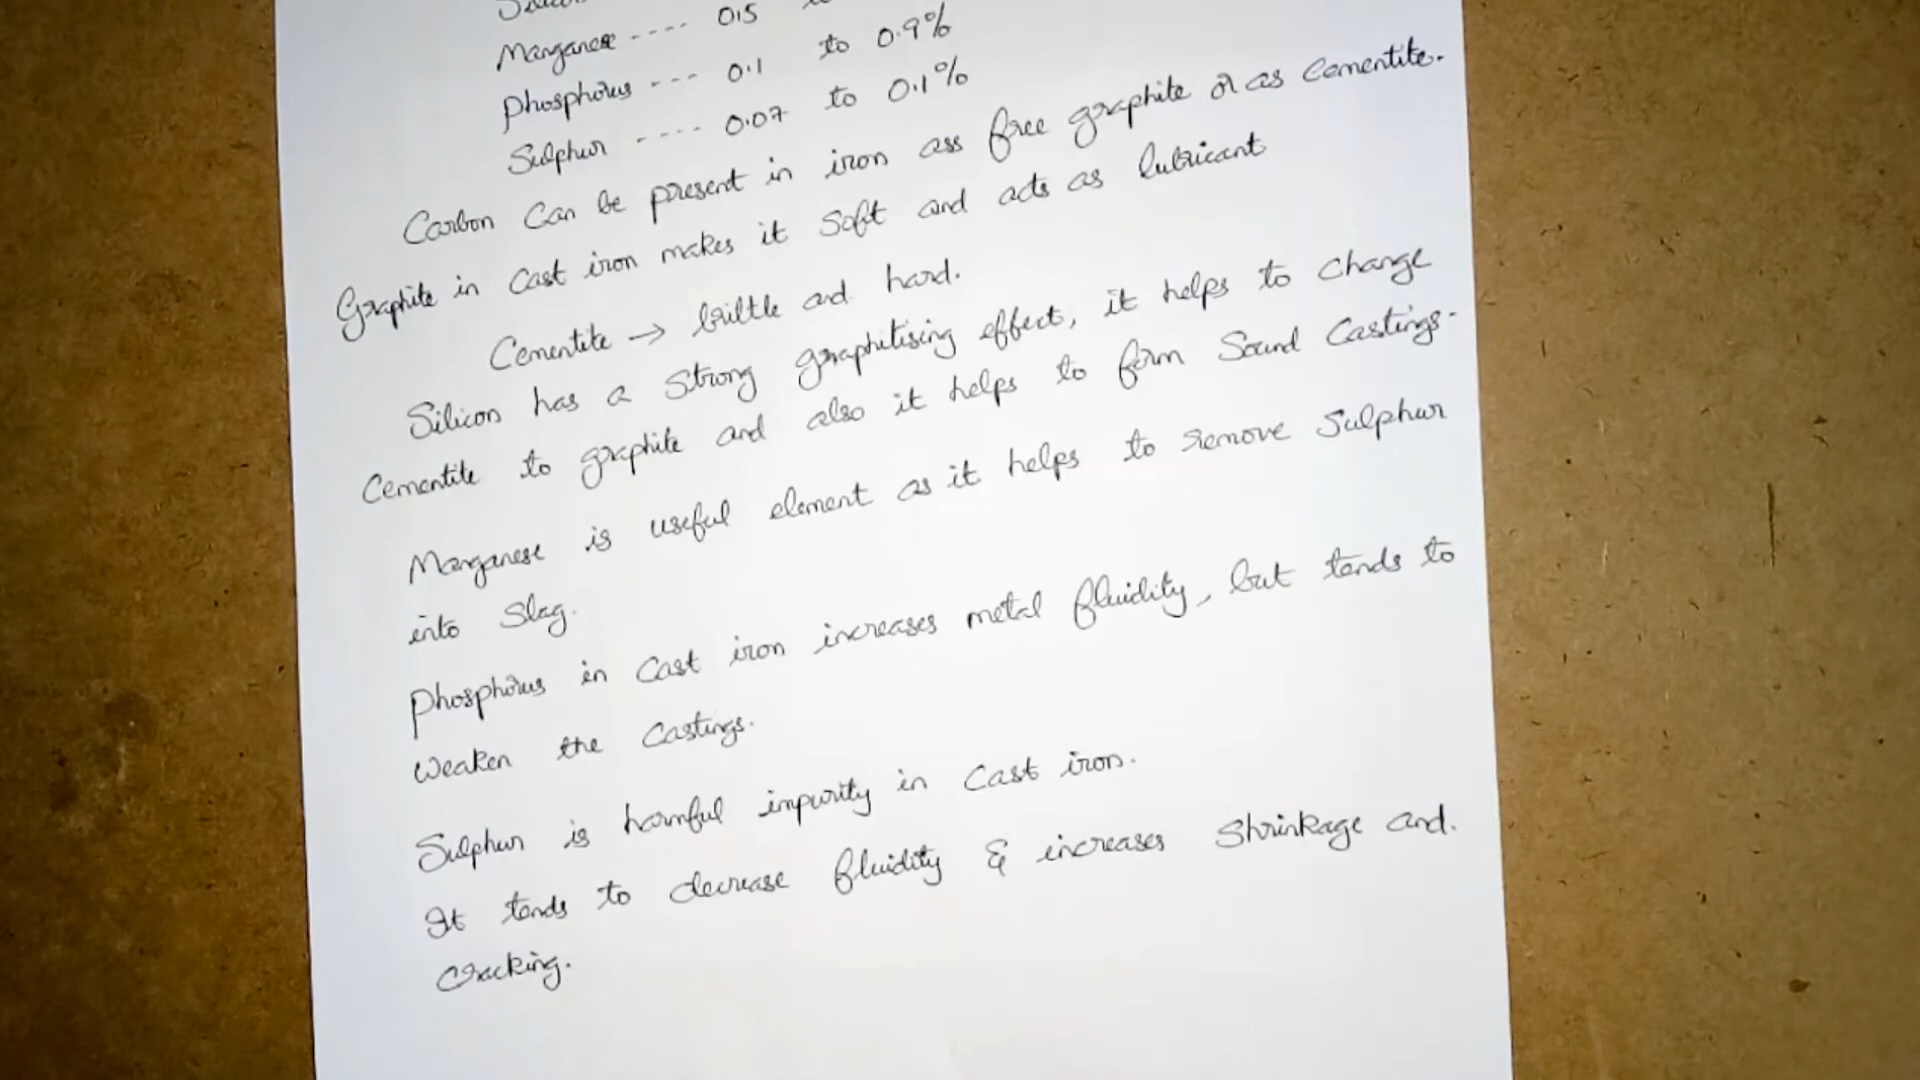 Manganese ---- 0.5
Phosphorus --- 0.1 to 0.9%
Sulphur ---- 0.07 to 0.1%
Carbon Can be present in iron ass free graphite or as Cementite.
Graphite in Cast iron makes it Soft and acts as lubricant
Cementite → brittle and hard.
Silicon has a Strong graphitising effect, it helps to change
Cementite to graphite and also it helps to form Sound Castings.
Manganese is useful element as it helps to remove Sulphur
into Slag.
Phosphorus in Cast iron increases metal fluidity, but tends to
weaken the Castings.
Sulphur is harmful impurity in Cast iron.
It tends to decrease fluidity & increases Shrinkage and.
Cracking.